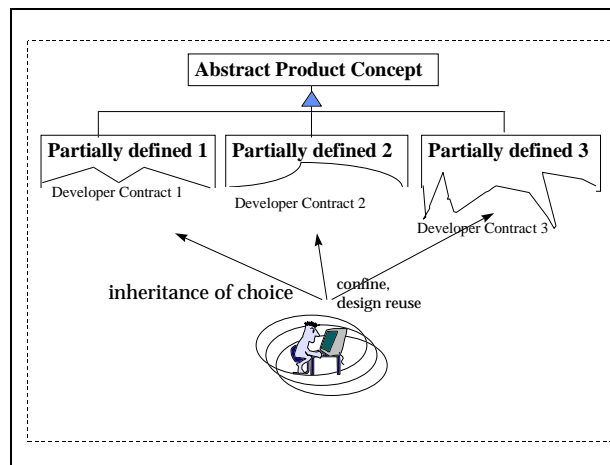 Abstract Product Concept
Partially defined 1
Partially defined 2
Partially defined 3
Developer Contract 1
Developer Contract 2
Developer Contract 3
inheritance of choice
confine,
design reuse